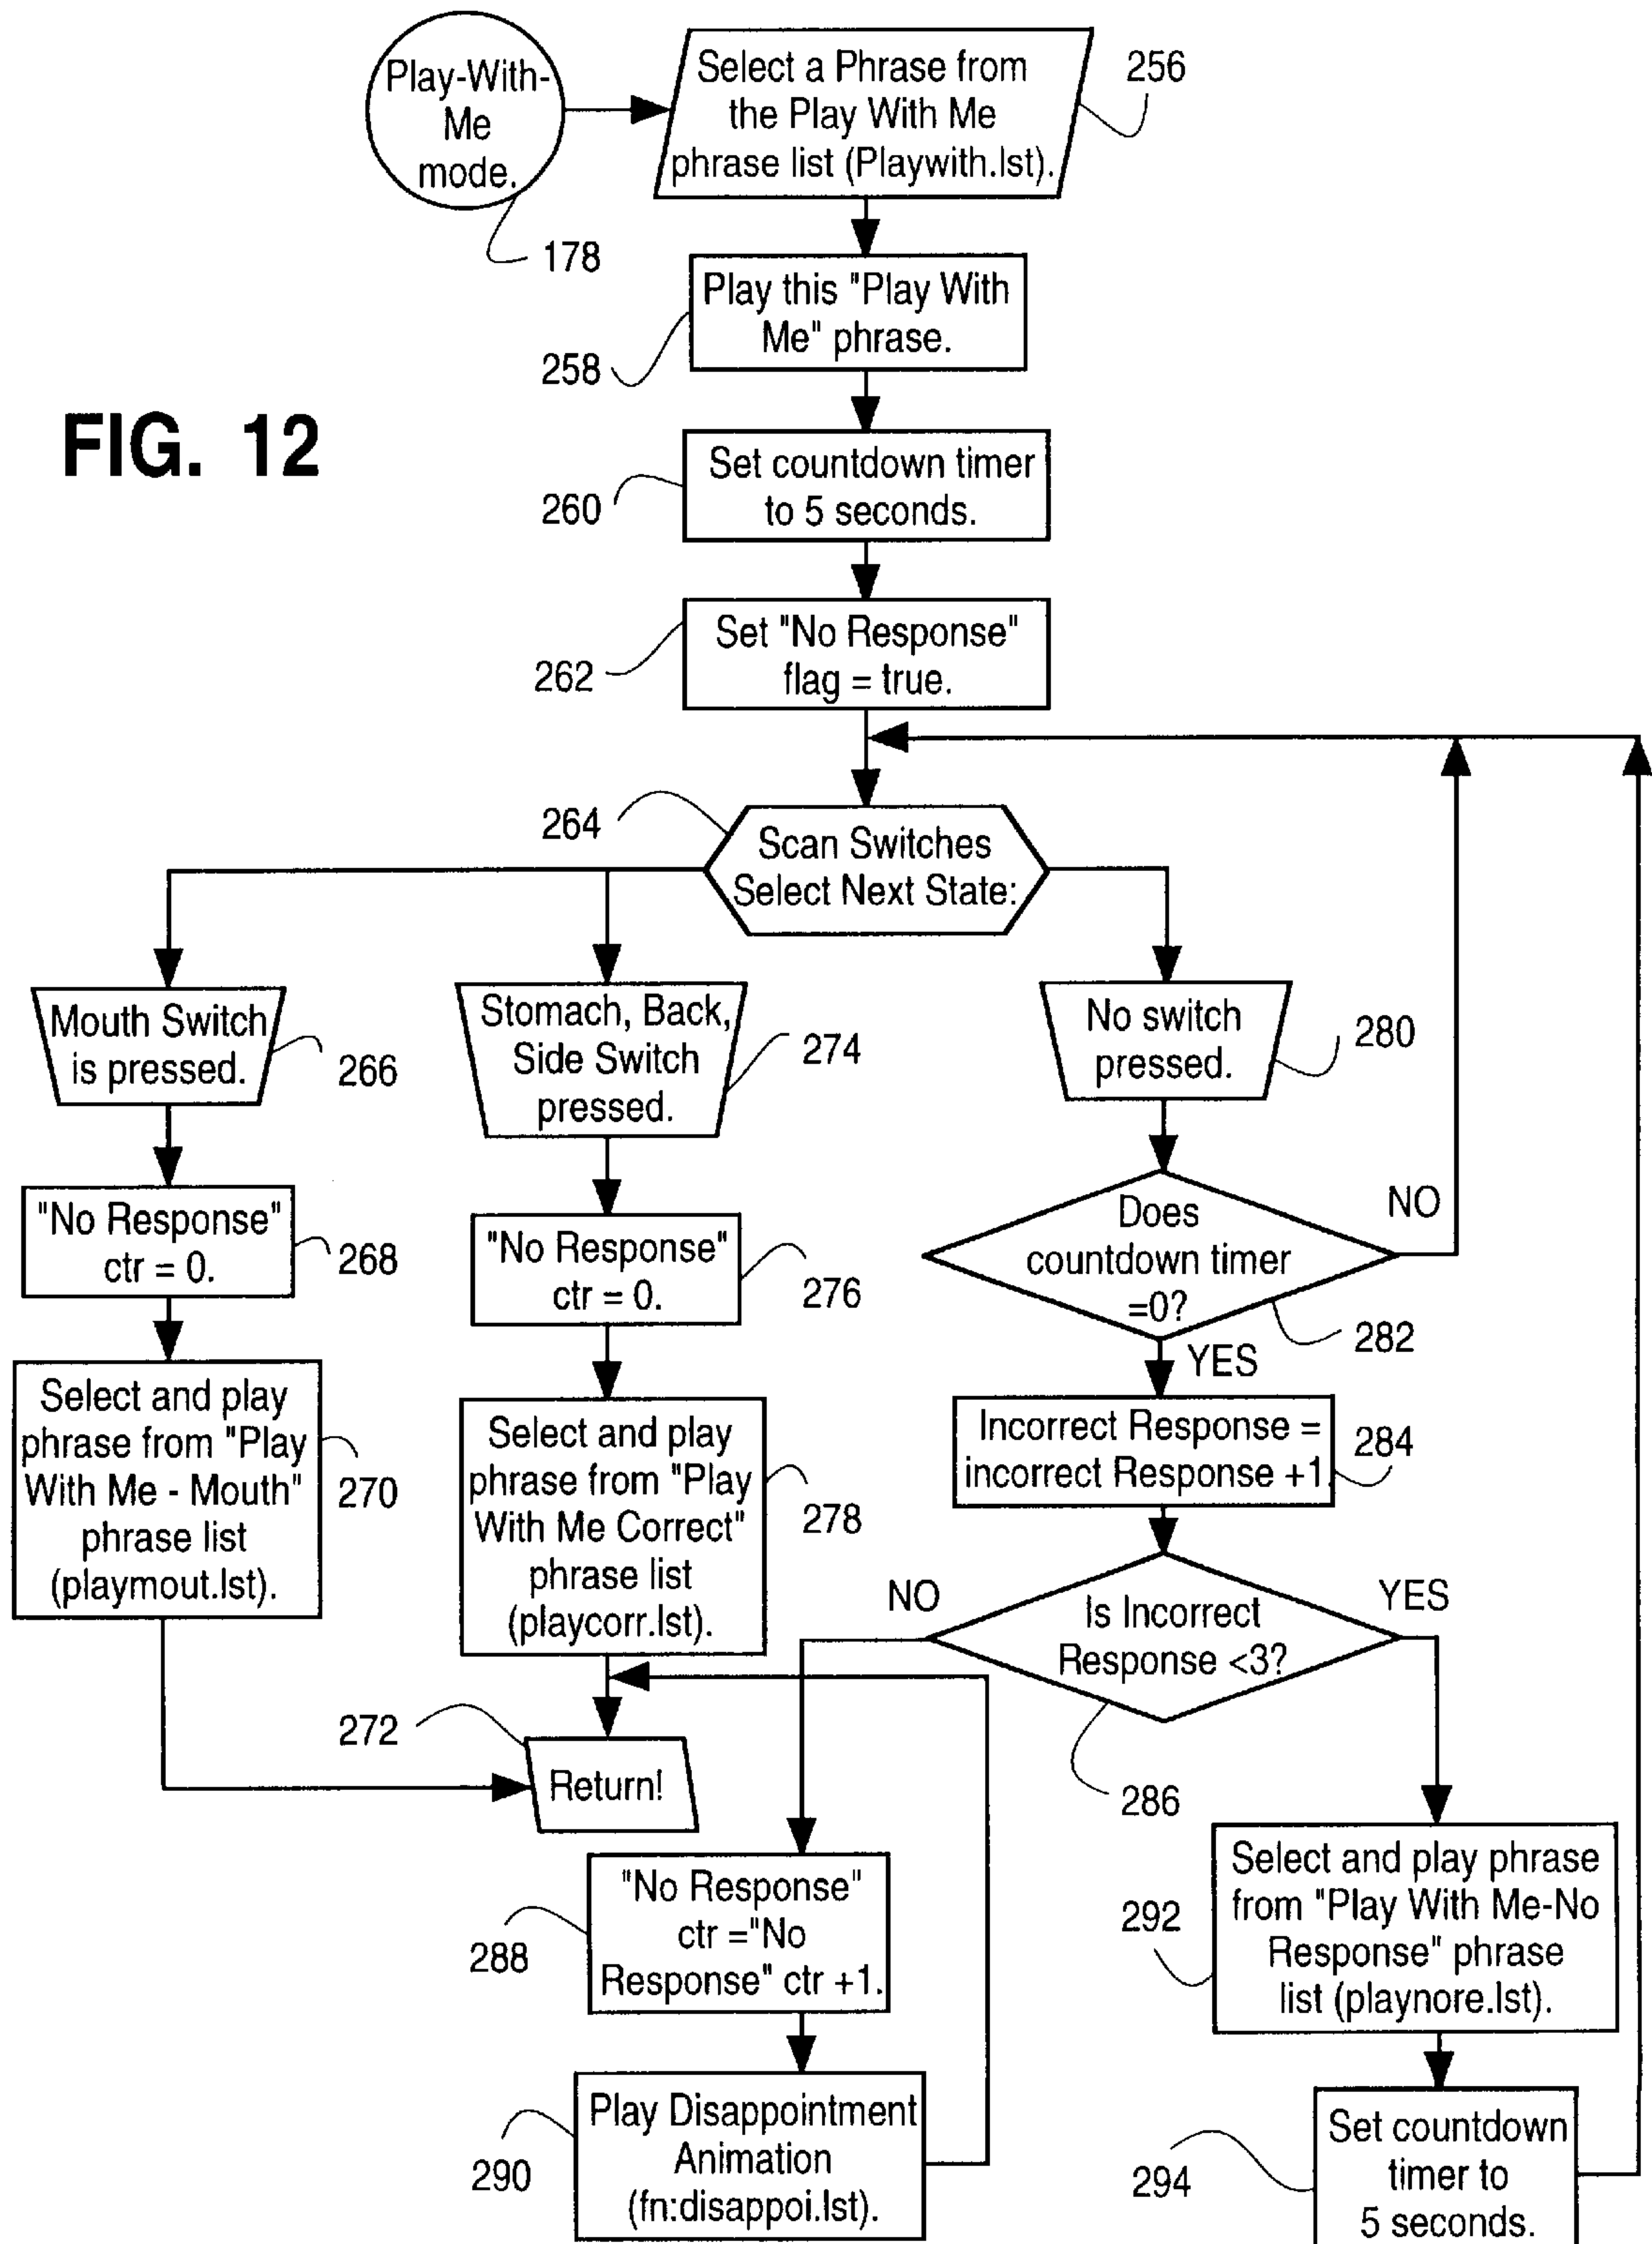 Play-With-
Me
mode.
178
Select a Phrase from
the Play With Me
phrase list (Playwith.lst).
256
Play this "Play With
Me" phrase.
258
FIG. 12
Set countdown timer
to 5 seconds.
260
Set "No Response"
flag = true.
262
264
Scan Switches
Select Next State:
Mouth Switch
is pressed.
266
"No Response"
ctr = 0.
268
Select and play
phrase from "Play
With Me - Mouth"
phrase list
(playmout.lst).
270
Stomach, Back,
Side Switch
pressed.
274
"No Response"
ctr = 0.
276
Select and play
phrase from "Play
With Me Correct"
phrase list
(playcorr.lst).
278
272
Return!
No switch
pressed.
280
Does
countdown timer
=0?
NO
282
YES
Incorrect Response =
incorrect Response +1.
284
NO
Is Incorrect
Response <3?
YES
286
"No Response"
ctr ="No
Response" ctr +1.
288
Play Disappointment
Animation
(fn:disappoi.lst).
290
Select and play phrase
from "Play With Me-No
Response" phrase
list (playnore.lst).
292
Set countdown
timer to
5 seconds.
294